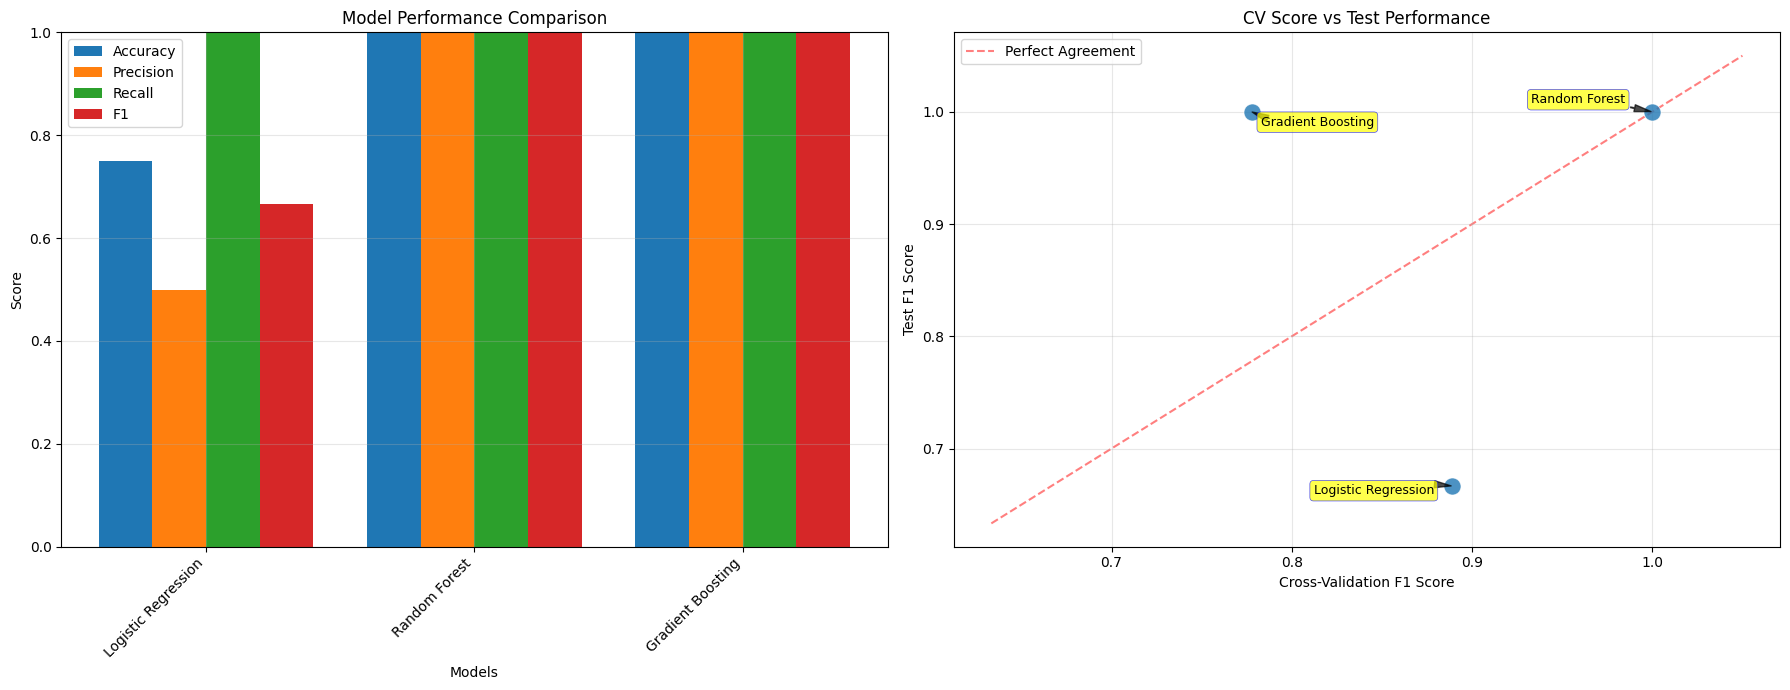 Model Performance Comparison
Accuracy
Precision
Recall
F1
1.0
0.8
0.6
0.4
0.2
0.0
Score
Logistic Regression
Random Forest
Gradient Boosting
Models
CV Score vs Test Performance
Perfect Agreement
Random Forest
Gradient Boosting
Logistic Regression
1.0
0.9
0.8
0.7
Test F1 Score
0.7
0.8
0.9
1.0
Cross-Validation F1 Score